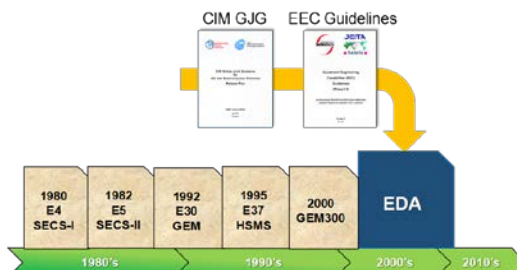 CIM GJG
EEC Guidelines
JEITA
1980
E4
SECS-I
1982
E5
SECS-II
1992
E30
GEM
1995
E37
HSMS
2000
GEM300
EDA
1980's
1990's
2000's
2010's